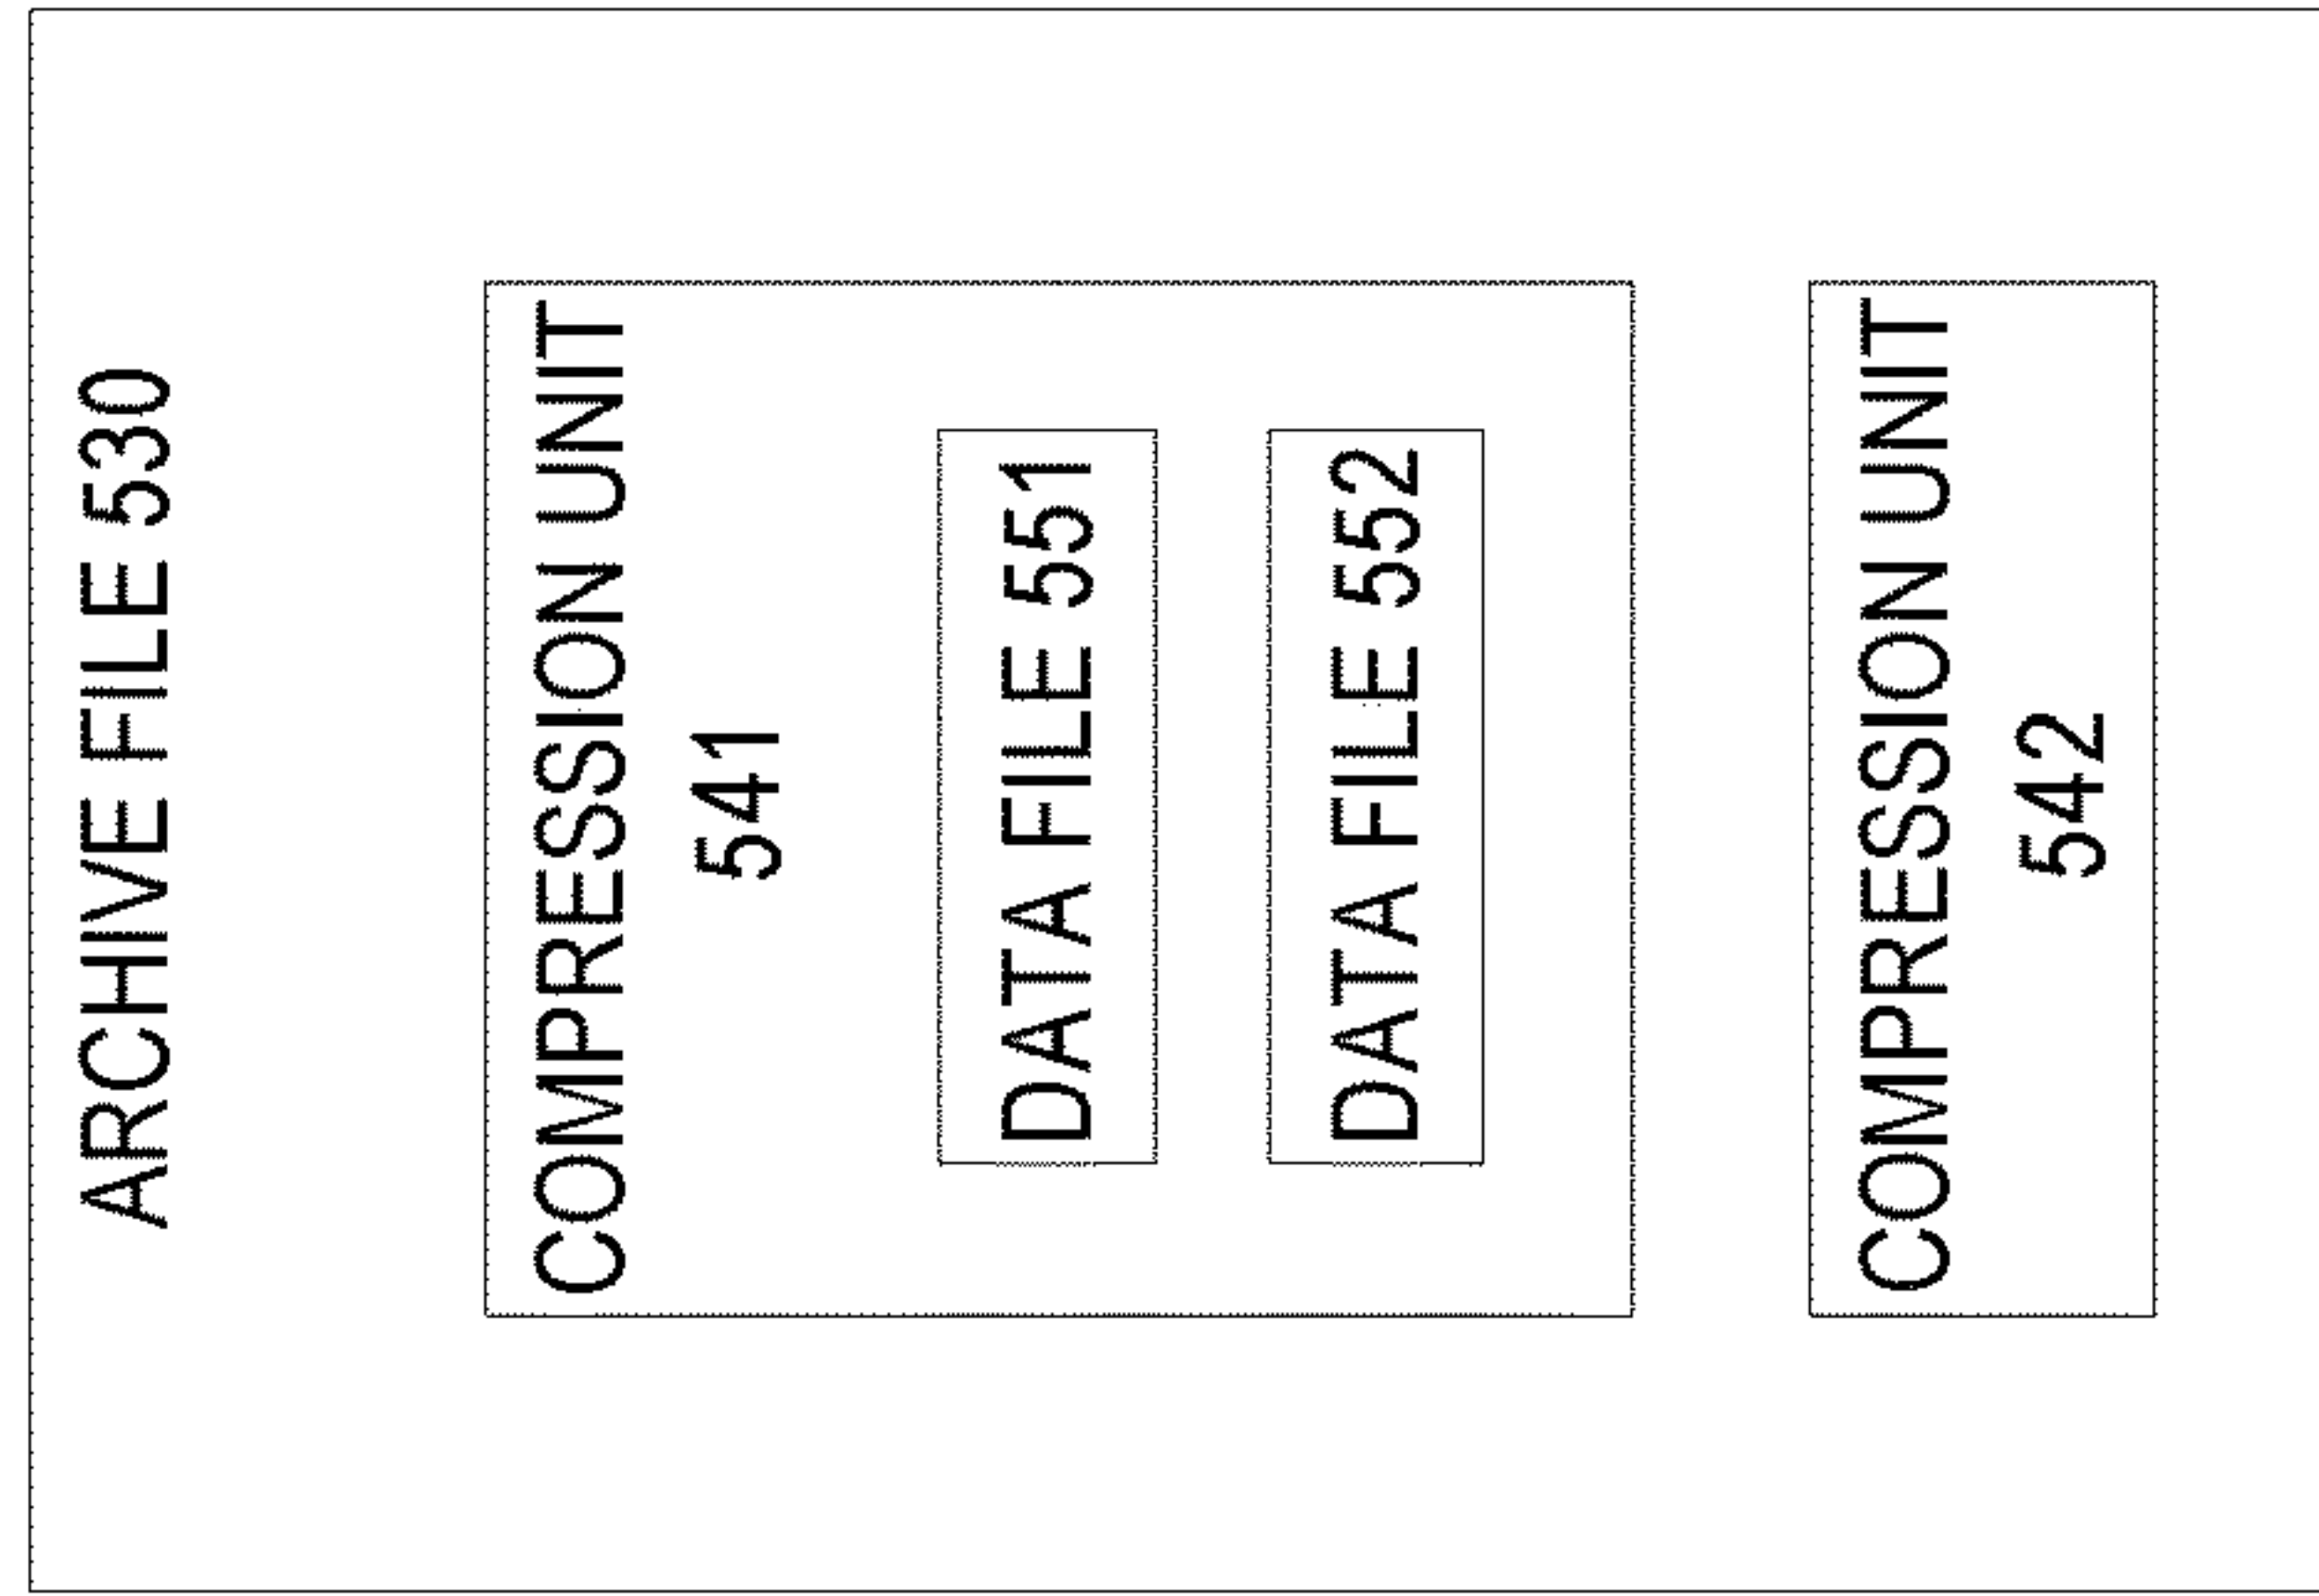 ARCHIVE FILE 530
COMPRESSION UNIT
541
DATA FILE 551
DATA FILE 552
COMPRESSION UNIT
542